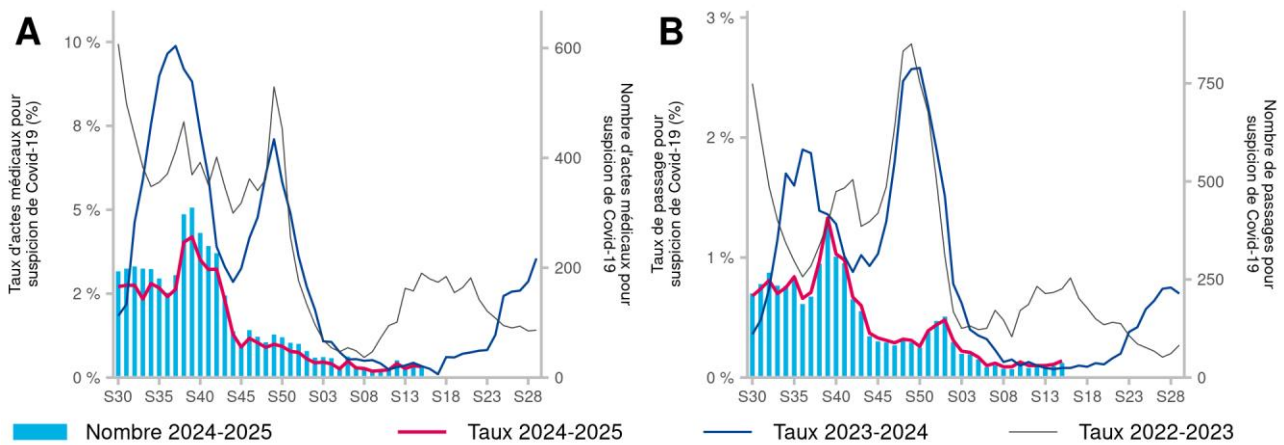 A
Taux d'actes médicaux pour
suspicion de Covid-19 (%)
10 %
8 %
5 %
2 %
0 %
600
400
200
0
Nombre d'actes médicaux pour
suspicion de Covid-19
S30 S35 S40 S45 S50 S03 S08 S13 S18 S23 S28
B
Taux de passage pour
suspicion de Covid-19 (%)
3 %
2 %
1 %
0 %
750
500
250
0
Nombre de passages pour
suspicion de Covid-19
S30 S35 S40 S45 S50 S03 S08 S13 S18 S23 S28
Nombre 2024-2025 Taux 2024-2025 Taux 2023-2024 Taux 2022-2023